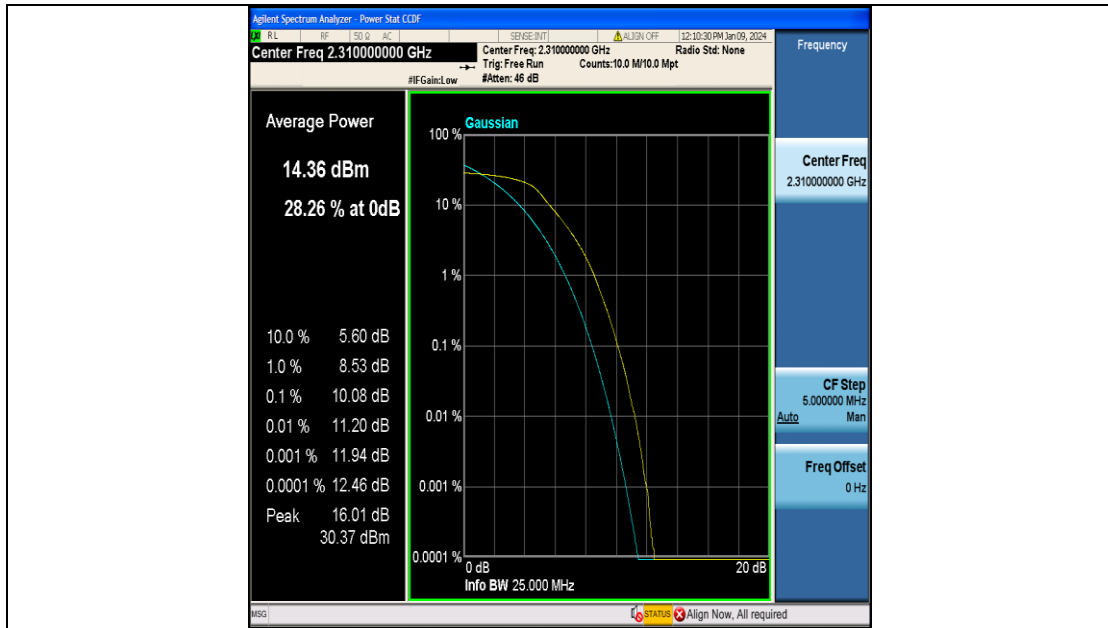 Agilent Spectrum Analyzer - Power Stat CCDF
RL RF 50 Ω AC SENSE:INT ALIGN OFF 12:10:30 PM Jan 09, 2024
Center Freq 2.310000000 GHz
Center Freq: 2.310000000 GHz Radio Std: None
Trig: Free Run Counts:10.0 M/10.0 Mpt
#IFGain:Low #Atten: 46 dB
Frequency
Average Power
14.36 dBm
28.26 % at 0dB
10.0 % 5.60 dB
1.0 % 8.53 dB
0.1 % 10.08 dB
0.01 % 11.20 dB
0.001 % 11.94 dB
0.0001 % 12.46 dB
Peak 16.01 dB
30.37 dBm
Gaussian
100 %
10 %
1 %
0.1 %
0.01 %
0.001 %
0.0001 %
0 dB 20 dB
Info BW 25.000 MHz
Center Freq
2.310000000 GHz
CF Step
5.000000 MHz
Auto Man
Freq Offset
0 Hz
MSG STATUS Align Now, All required